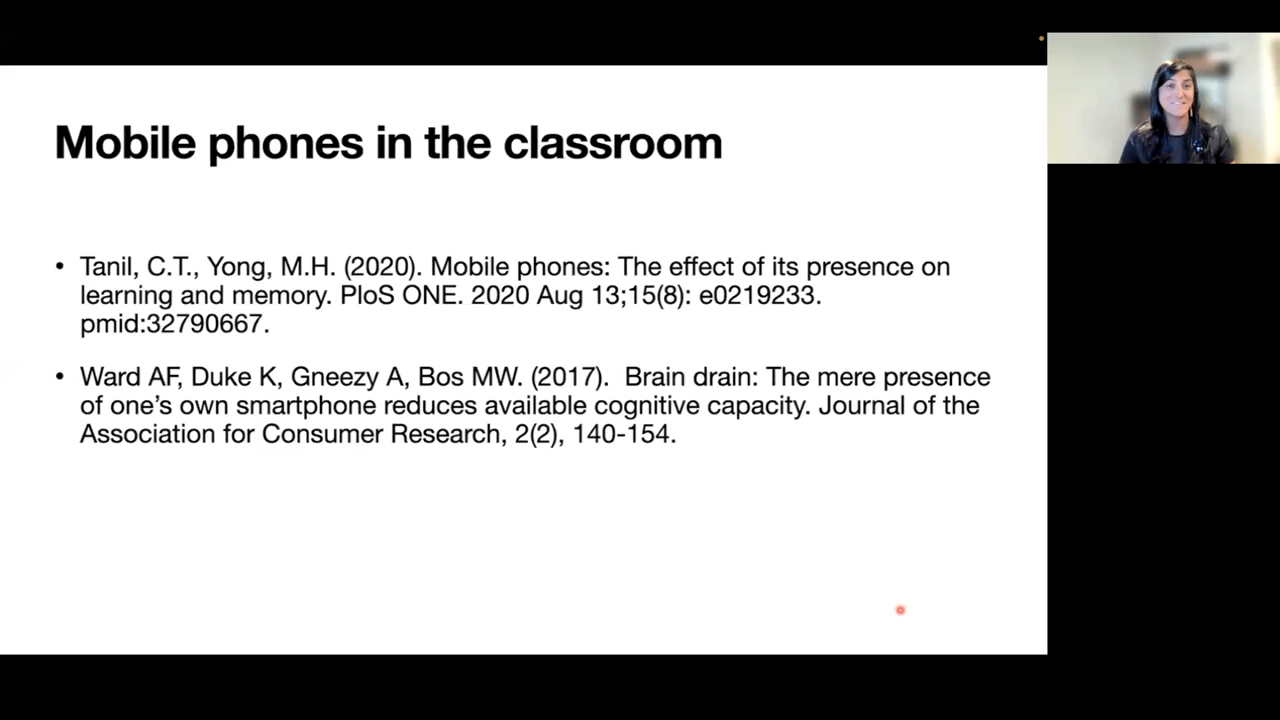 Mobile phones in the classroom
• Tanil, C.T., Yong, M.H. (2020). Mobile phones: The effect of its presence on
learning and memory. PloS ONE. 2020 Aug 13;15(8): e0219233.
pmid:32790667.
• Ward AF, Duke K, Gneezy A, Bos MW. (2017).  Brain drain: The mere presence
of one’s own smartphone reduces available cognitive capacity. Journal of the
Association for Consumer Research, 2(2), 140-154.